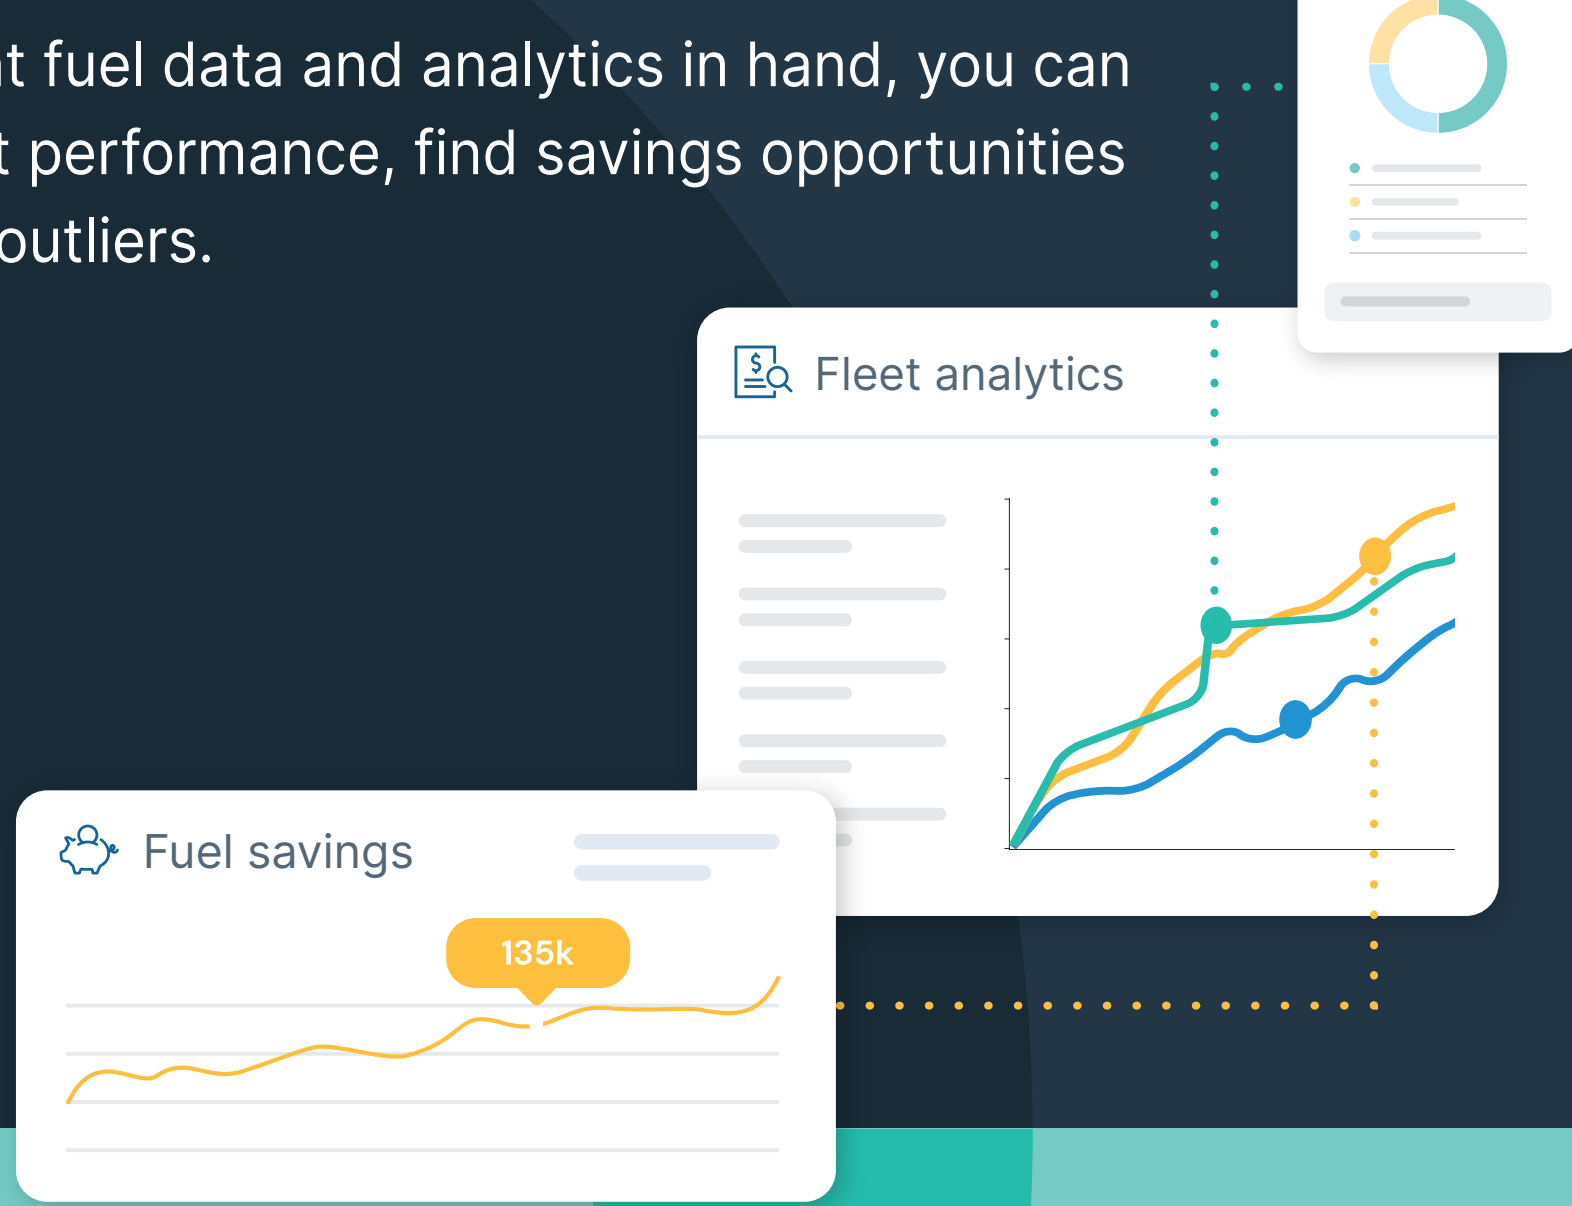 t fuel data and analytics in hand, you can
t performance, find savings opportunities
outliers.
Fleet analytics
Fuel savings
135k